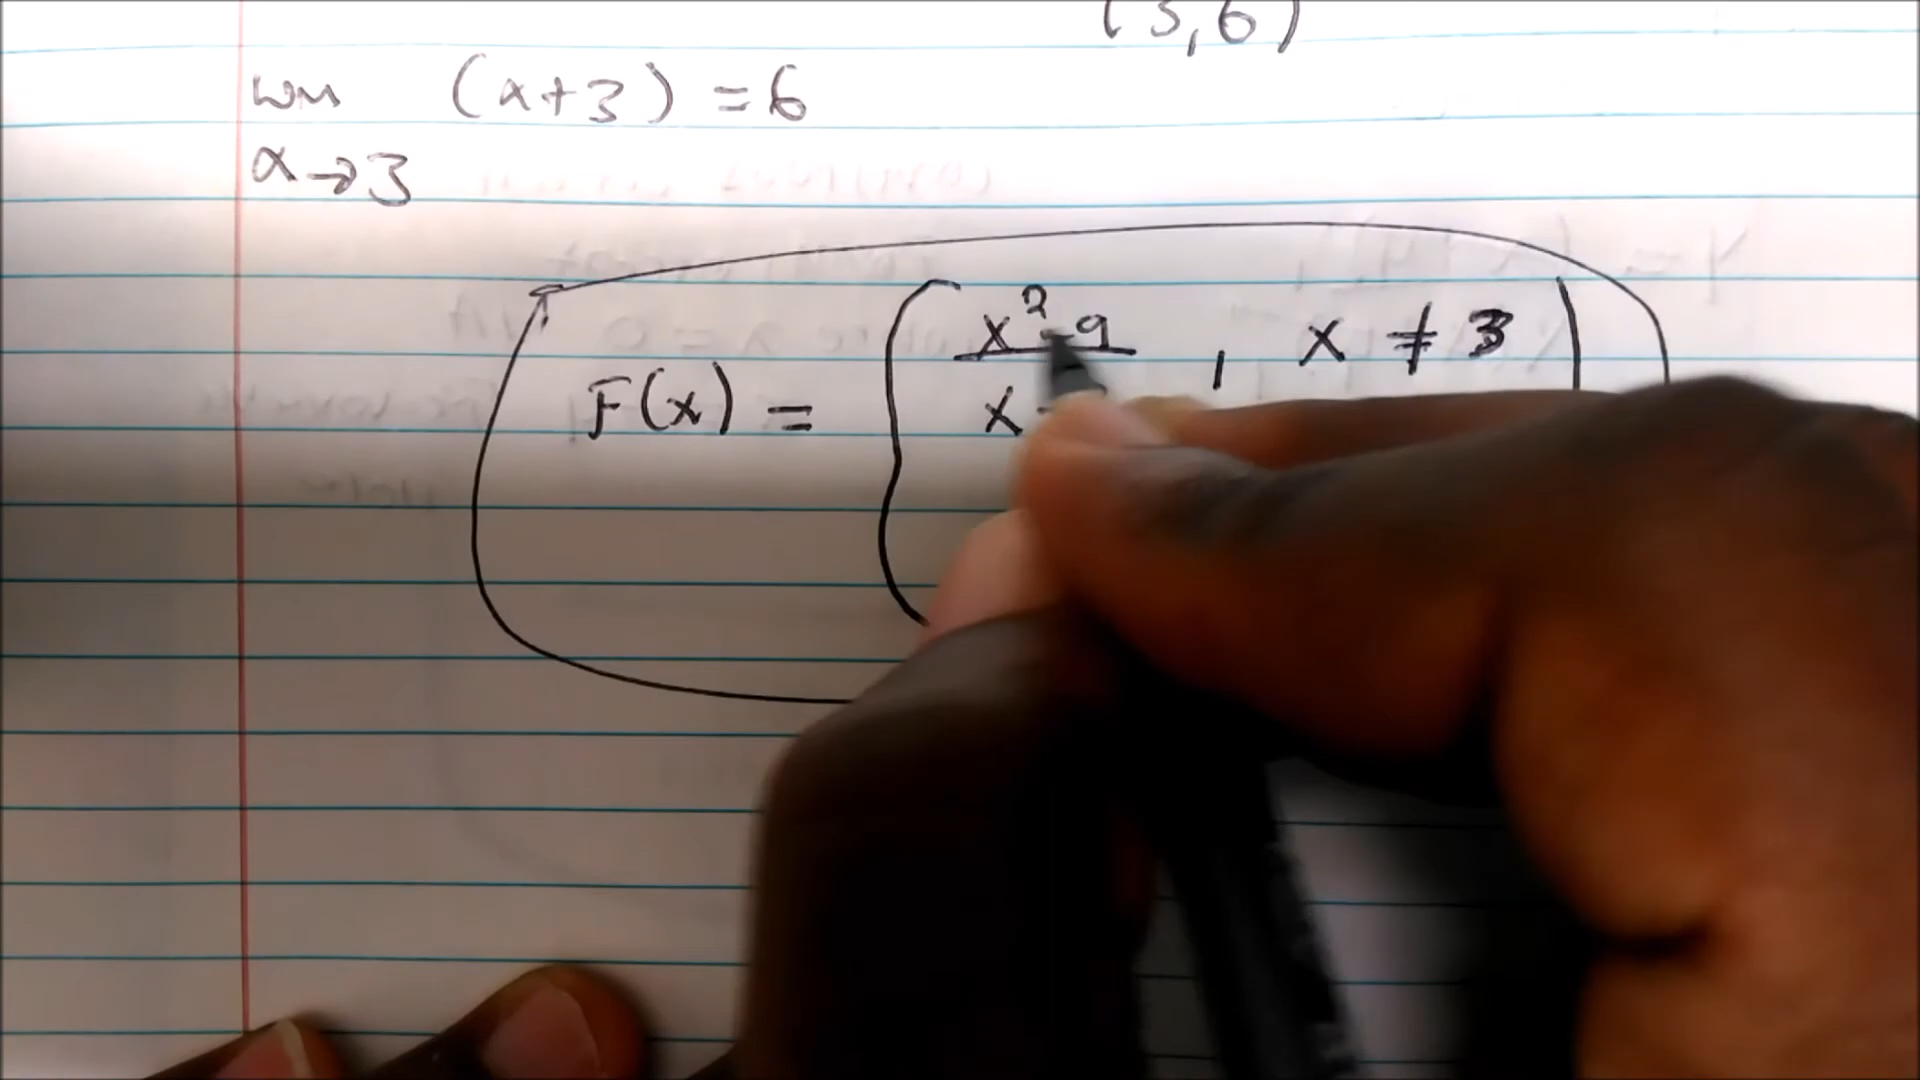 (3,6)
lim (x+3) = 6
x→3
x²-9 , x ≠ 3
F(x) =
x-